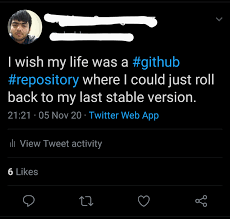 I wish my life was a #github
#repository where I could just roll
back to my last stable version.
21:21 · 05 Nov 20 · Twitter Web App
View Tweet activity
6 Likes